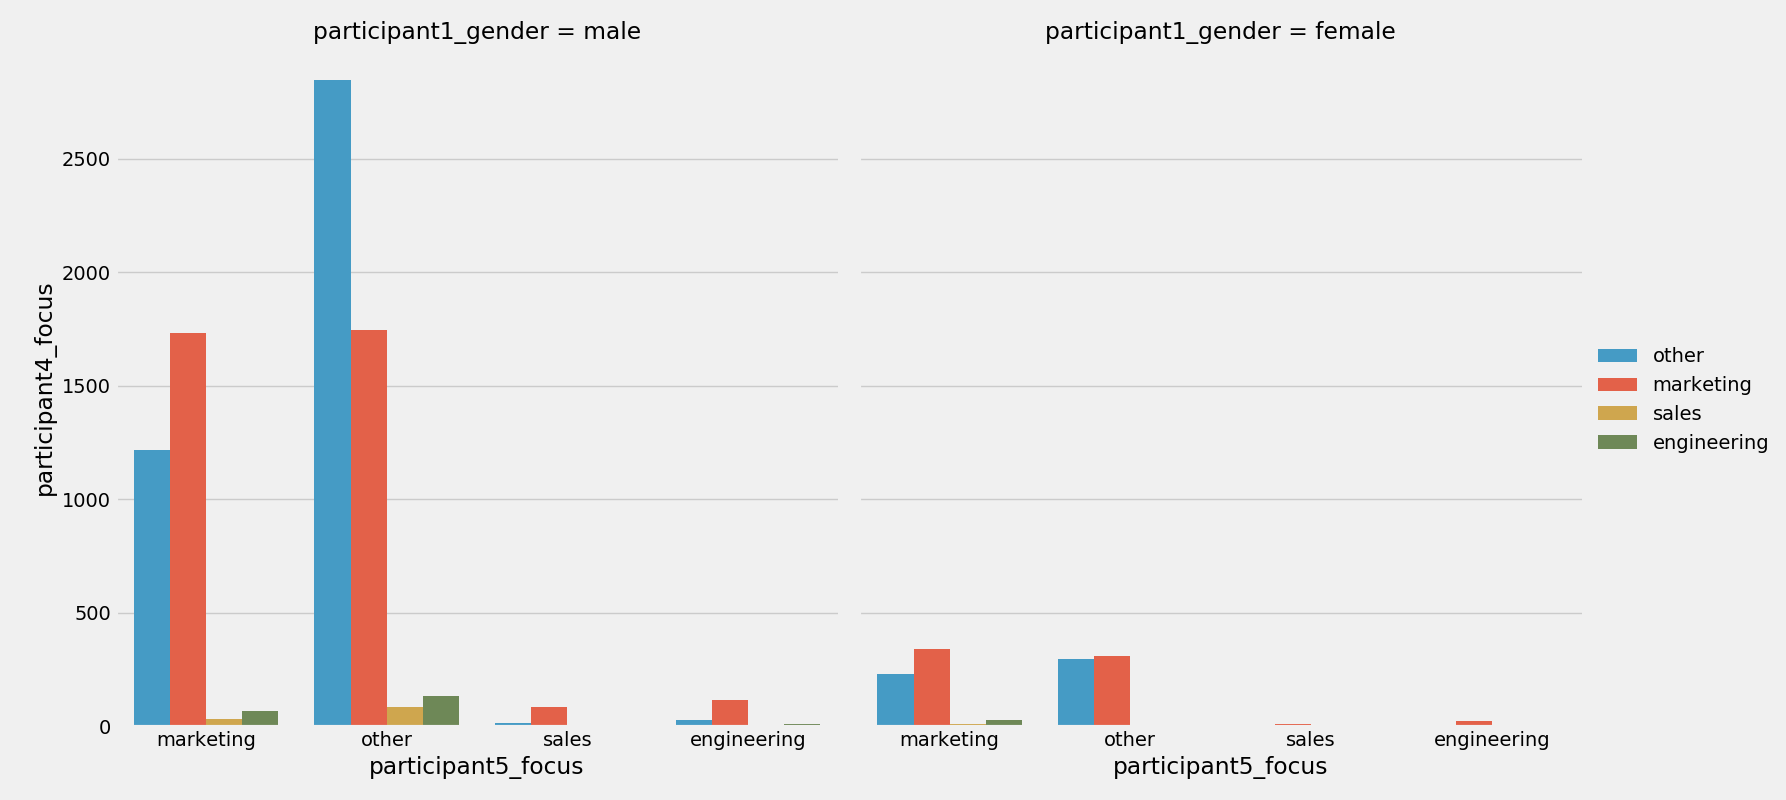 participant1_gender = male
participant1_gender = female
2500
2000
1500
1000
500
0
participant4_focus
marketing other sales engineering
marketing other sales engineering
participant5_focus
participant5_focus
other
marketing
sales
engineering